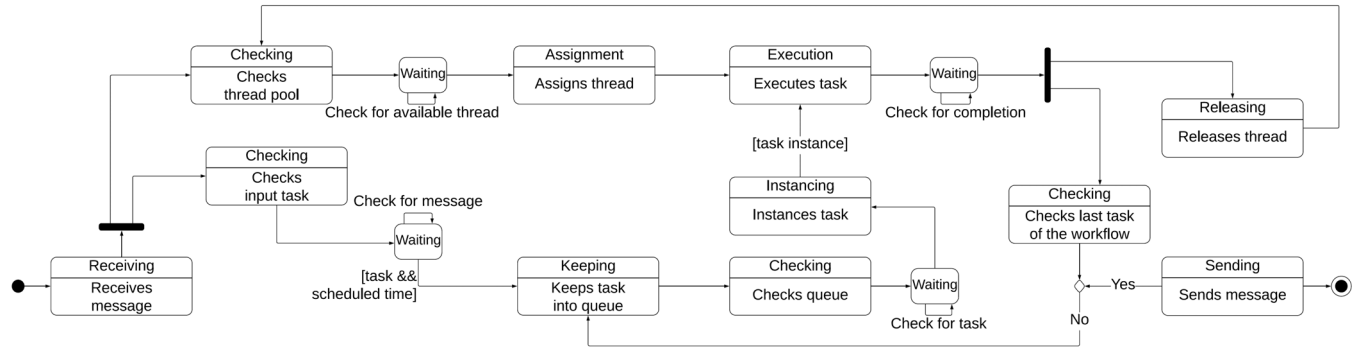 Checking
Checks
thread pool
Waiting
Check for available thread
Assignment
Assigns thread
Execution
Executes task
Waiting
Check for completion
Releasing
Releases thread
Checking
Checks
input task
Check for message
Waiting
[task &&
scheduled time]
[task instance]
Instancing
Instances task
Checking
Checks last task
of the workflow
Receiving
Receives
message
Keeping
Keeps task
into queue
Checking
Checks queue
Waiting
Check for task
Yes
No
Sending
Sends message